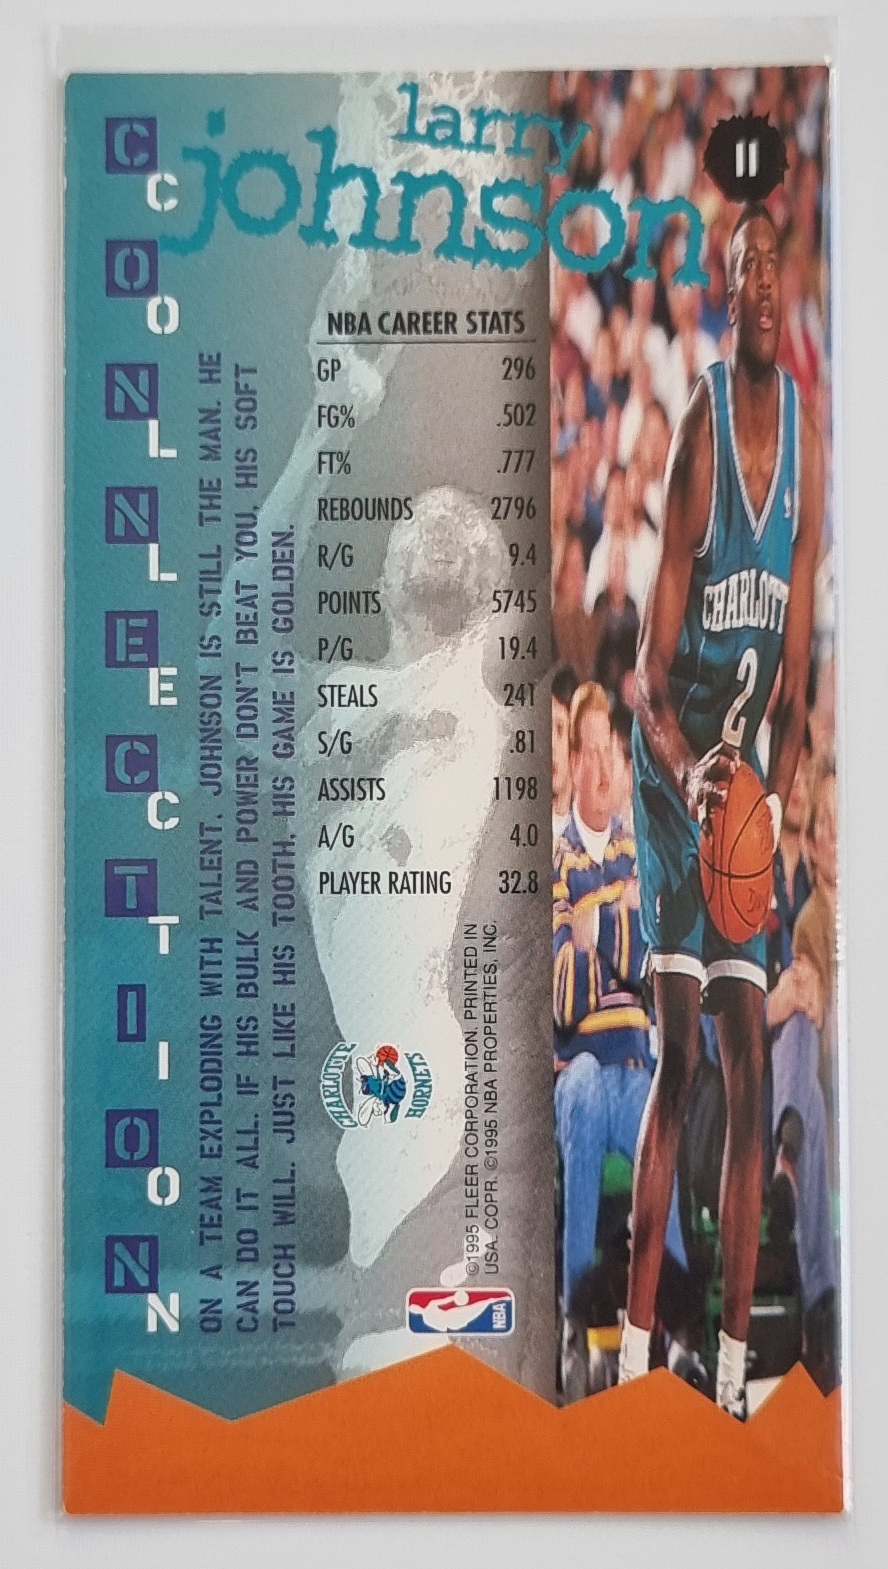 larry
johnson
11
CONNECTION
COLLECTION
ON A TEAM EXPLODING WITH TALENT, JOHNSON IS STILL THE MAN. HE
CAN DO IT ALL. IF HIS BULK AND POWER DON'T BEAT YOU, HIS SOFT
TOUCH WILL. JUST LIKE HIS TOOTH, HIS GAME IS GOLDEN.
NBA CAREER STATS
GP 296
FG% .502
FT% .777
REBOUNDS 2796
R/G 9.4
POINTS 5745
P/G 19.4
STEALS 241
S/G .81
ASSISTS 1198
A/G 4.0
PLAYER RATING 32.8
CHARLOTTE
HORNETS
©1995 FLEER CORPORATION. PRINTED IN
USA. COPR. ©1995 NBA PROPERTIES, INC.
NBA
CHARLOTT
2